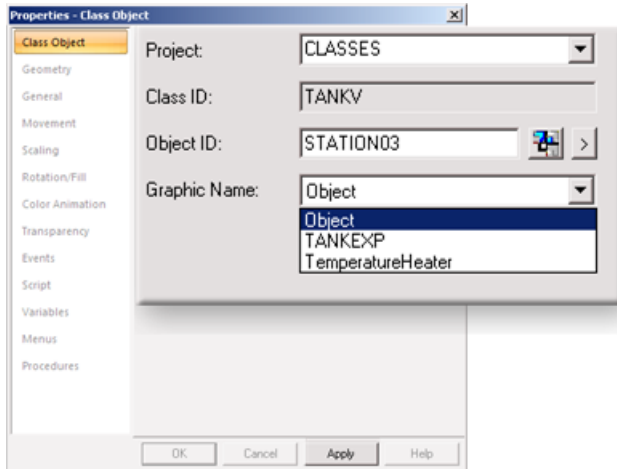 Properties - Class Object
Class Object
Geometry
General
Movement
Scaling
Rotation/Fill
Color Animation
Transparency
Events
Script
Variables
Menus
Procedures
Project: CLASSES
Class ID: TANKV
Object ID: STATION03 >
Graphic Name: Object
Object
TANKEXP
TemperatureHeater
OK Cancel Apply Help